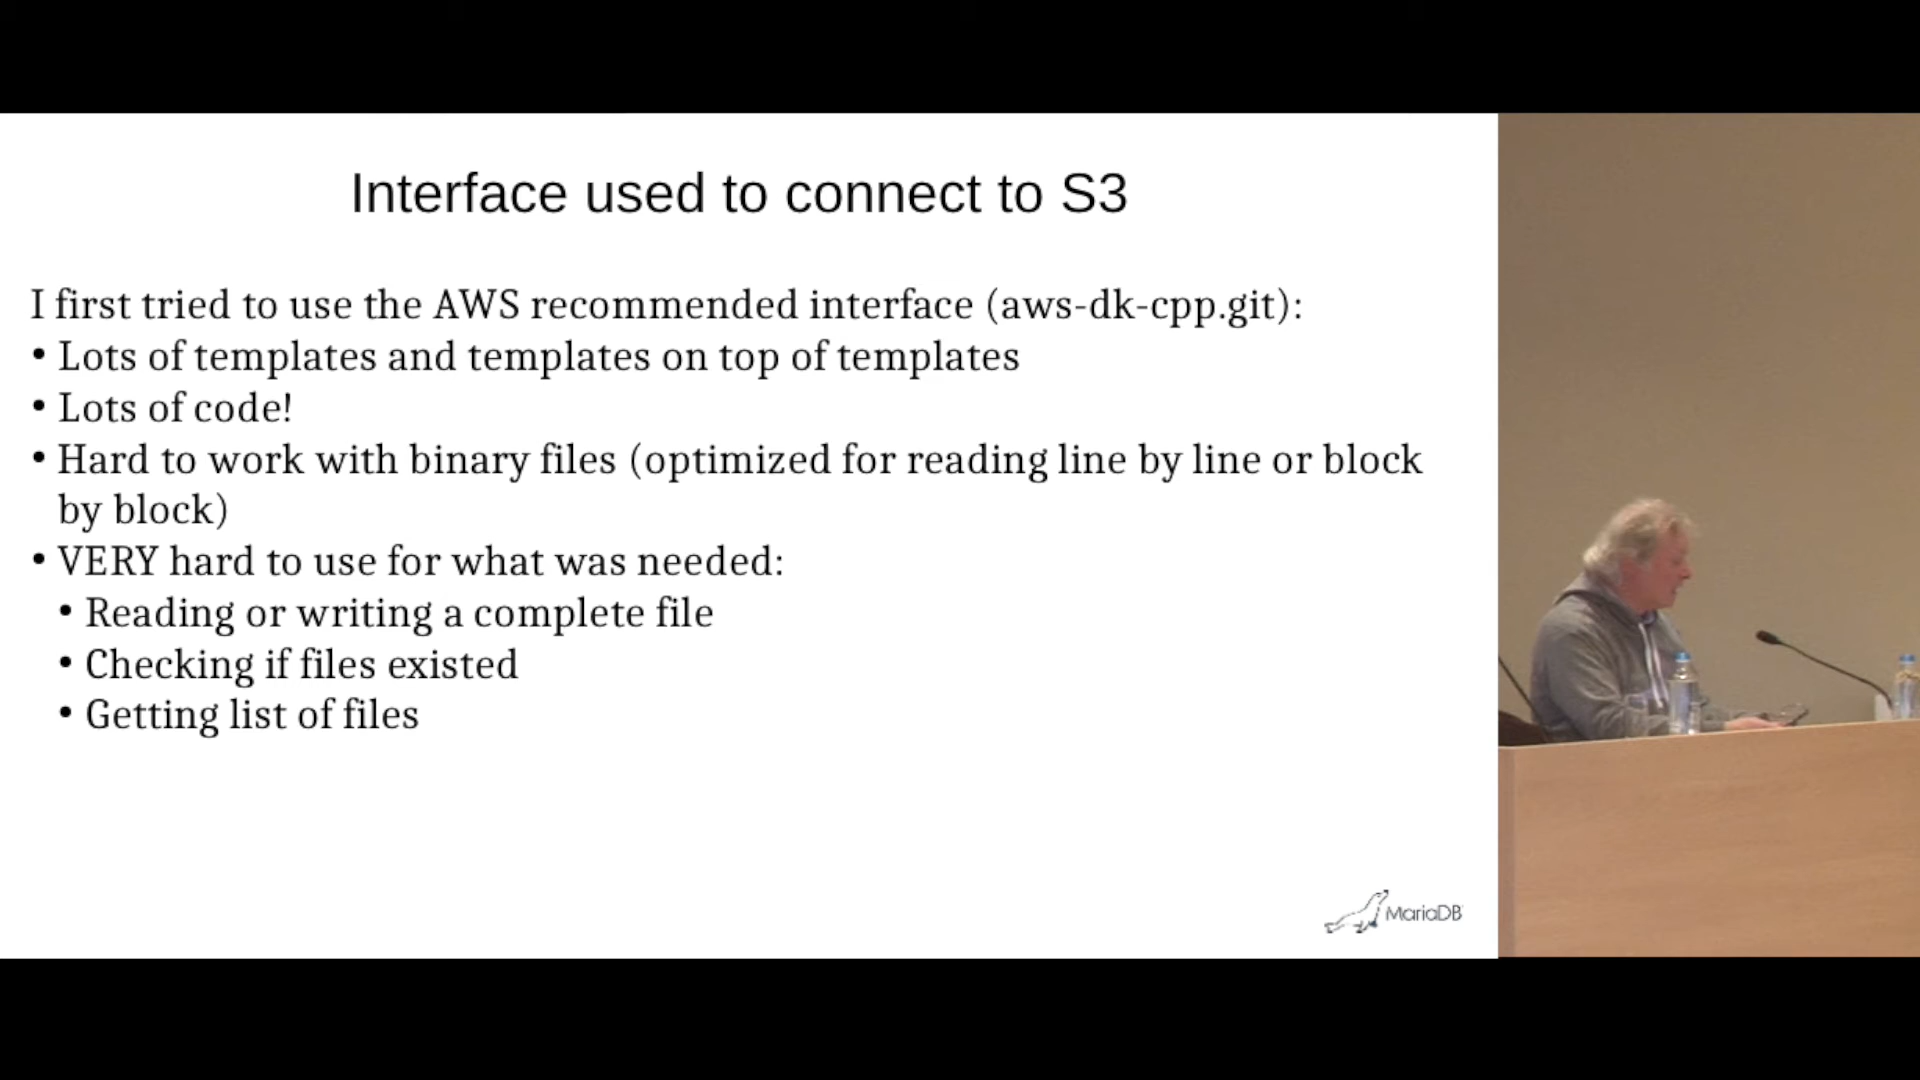 Interface used to connect to S3
I first tried to use the AWS recommended interface (aws-dk-cpp.git):
• Lots of templates and templates on top of templates
• Lots of code!
• Hard to work with binary files (optimized for reading line by line or block
by block)
• VERY hard to use for what was needed:
• Reading or writing a complete file
• Checking if files existed
• Getting list of files
MariaDB